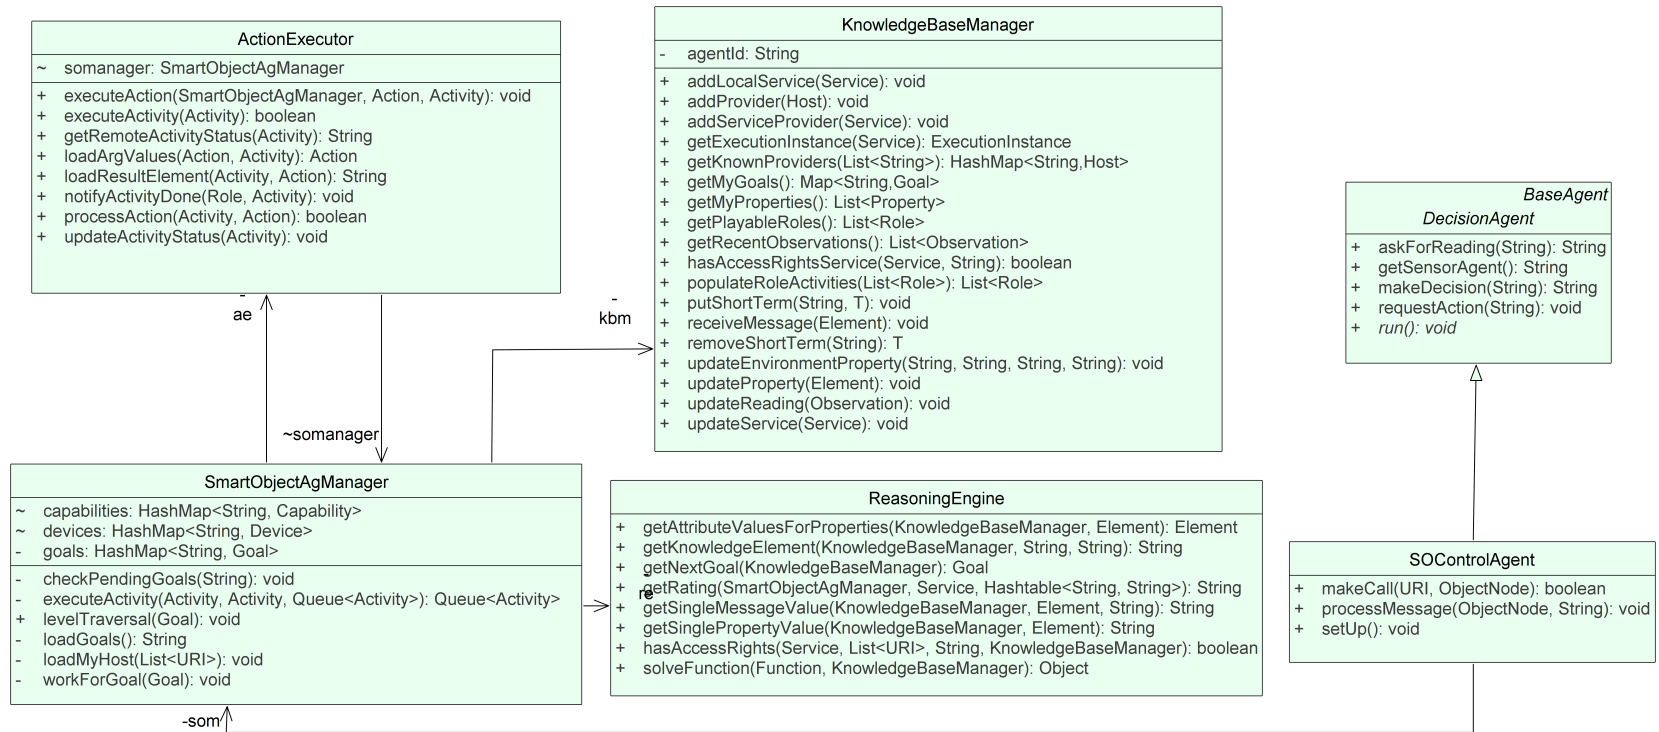 ActionExecutor
~ somanager: SmartObjectAgManager
+ executeAction(SmartObjectAgManager, Action, Activity): void
+ executeActivity(Activity): boolean
+ getRemoteActivityStatus(Activity): String
+ loadArgValues(Action, Activity): Action
+ loadResultElement(Activity, Action): String
+ notifyActivityDone(Role, Activity): void
+ processAction(Activity, Action): boolean
+ updateActivityStatus(Activity): void
KnowledgeBaseManager
- agentId: String
+ addLocalService(Service): void
+ addProvider(Host): void
+ addServiceProvider(Service): void
+ getExecutionInstance(Service): ExecutionInstance
+ getKnownProviders(List<String>): HashMap<String,Host>
+ getMyGoals(): Map<String,Goal>
+ getMyProperties(): List<Property>
+ getPlayableRoles(): List<Role>
+ getRecentObservations(): List<Observation>
+ hasAccessRightsService(Service, String): boolean
+ populateRoleActivities(List<Role>): List<Role>
+ putShortTerm(String, T): void
+ receiveMessage(Element): void
+ removeShortTerm(String): T
+ updateEnvironmentProperty(String, String, String, String): void
+ updateProperty(Element): void
+ updateReading(Observation): void
+ updateService(Service): void
BaseAgent
DecisionAgent
+ askForReading(String): String
+ getSensorAgent(): String
+ makeDecision(String): String
+ requestAction(String): void
+ run(): void
-
ae
-
kbm
~somanager
SmartObjectAgManager
~ capabilities: HashMap<String, Capability>
~ devices: HashMap<String, Device>
- goals: HashMap<String, Goal>
- checkPendingGoals(String): void
- executeActivity(Activity, Activity, Queue<Activity>): Queue<Activity>
+ levelTraversal(Goal): void
- loadGoals(): String
- loadMyHost(List<URI>): void
- workForGoal(Goal): void
-
re
ReasoningEngine
+ getAttributeValuesForProperties(KnowledgeBaseManager, Element): Element
+ getKnowledgeElement(KnowledgeBaseManager, String, String): String
+ getNextGoal(KnowledgeBaseManager): Goal
+ getRating(SmartObjectAgManager, Service, Hashtable<String, String>): String
+ getSingleMessageValue(KnowledgeBaseManager, Element, String): String
+ getSinglePropertyValue(KnowledgeBaseManager, Element): String
+ hasAccessRights(Service, List<URI>, String, KnowledgeBaseManager): boolean
+ solveFunction(Function, KnowledgeBaseManager): Object
SOControlAgent
+ makeCall(URI, ObjectNode): boolean
+ processMessage(ObjectNode, String): void
+ setUp(): void
-som